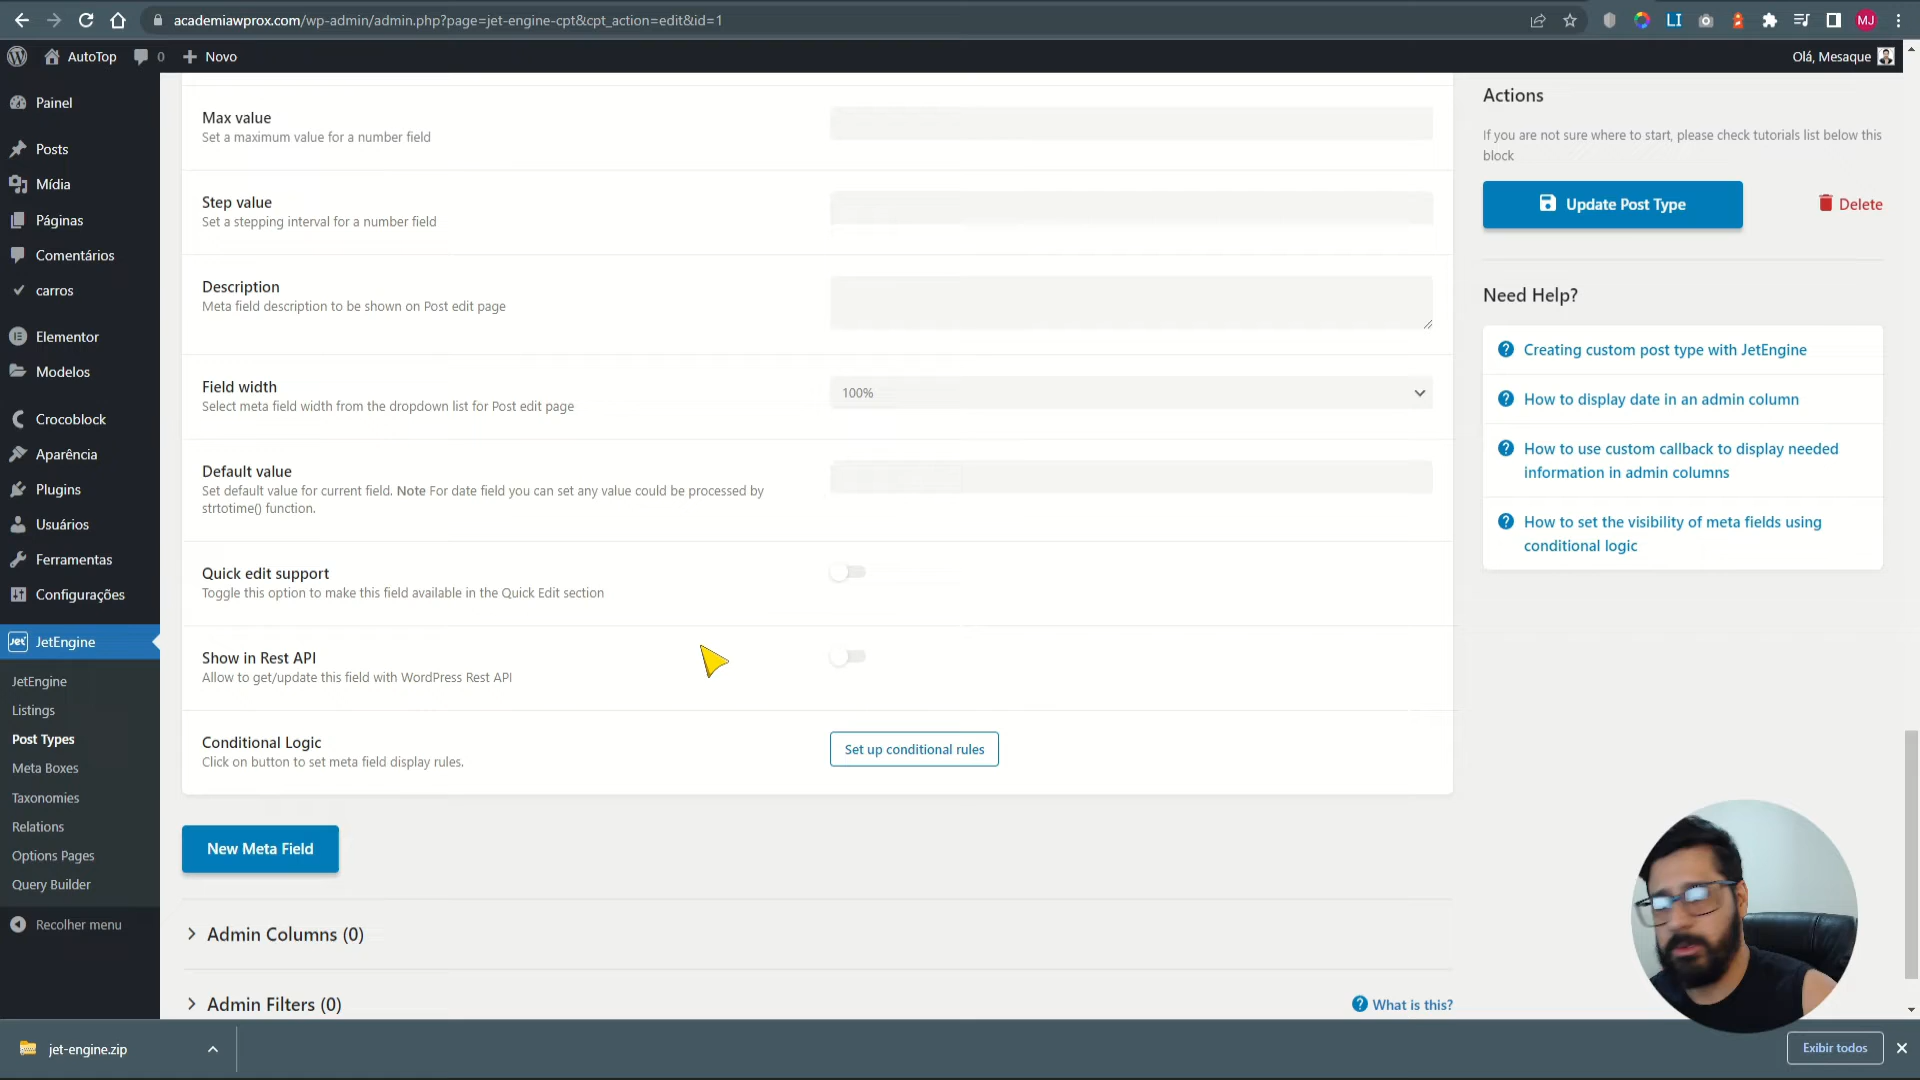 academiawprox.com/wp-admin/admin.php?page=jet-engine-cpt&cpt_action=edit&id=1
LI
MJ
AutoTop
0
Novo
Olá, Mesaque
Painel
Posts
Mídia
Páginas
Comentários
carros
Elementor
Modelos
Crocoblock
Aparência
Plugins
Usuários
Ferramentas
Configurações
Jet
JetEngine
JetEngine
Listings
Post Types
Meta Boxes
Taxonomies
Relations
Options Pages
Query Builder
Recolher menu
Max value
Set a maximum value for a number field
Step value
Set a stepping interval for a number field
Description
Meta field description to be shown on Post edit page
Field width
Select meta field width from the dropdown list for Post edit page
100%
Default value
Set default value for current field. Note For date field you can set any value could be processed by
strtotime() function.
Quick edit support
Toggle this option to make this field available in the Quick Edit section
Show in Rest API
Allow to get/update this field with WordPress Rest API
Conditional Logic
Click on button to set meta field display rules.
Set up conditional rules
New Meta Field
Admin Columns (0)
Admin Filters (0)
What is this?
Actions
If you are not sure where to start, please check tutorials list below this
block
Update Post Type
Delete
Need Help?
Creating custom post type with JetEngine
How to display date in an admin column
How to use custom callback to display needed
information in admin columns
How to set the visibility of meta fields using
conditional logic
jet-engine.zip
Exibir todos